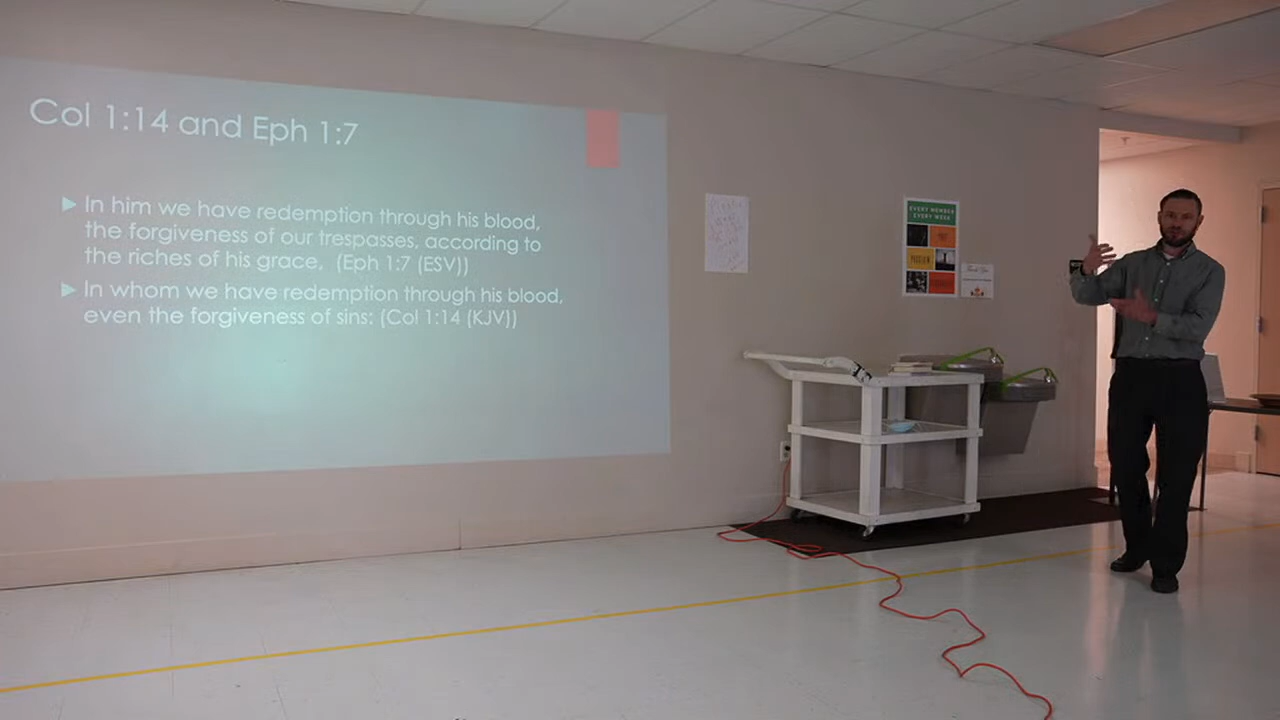 Col 1:14 and Eph 1:7
In him we have redemption through his blood,
the forgiveness of our trespasses, according to
the riches of his grace, (Eph 1:7 (ESV))
In whom we have redemption through his blood,
even the forgiveness of sins: (Col 1:14 (KJV))
EVERY MEMBER
EVERY WEEK